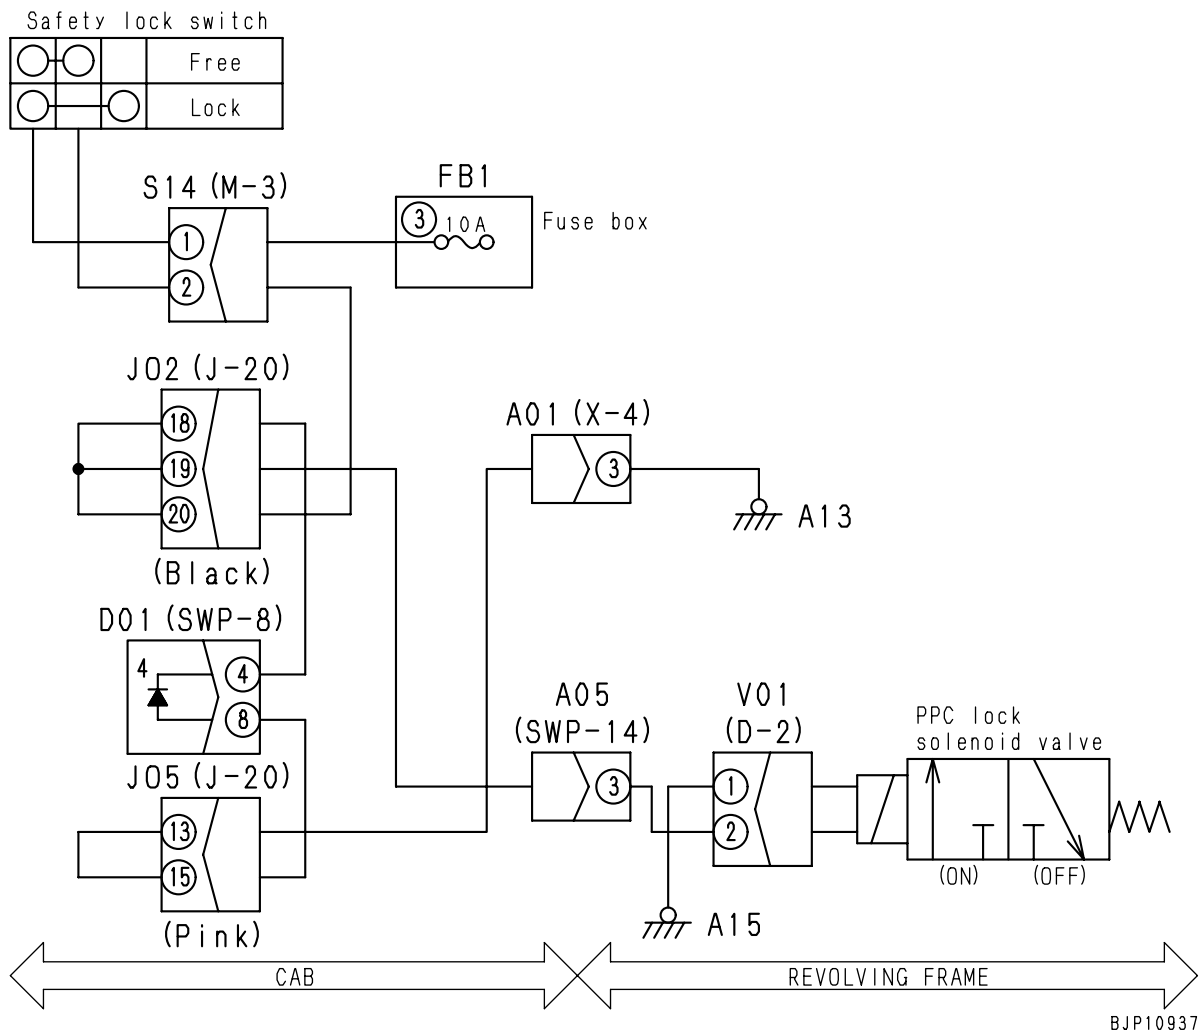 Safety lock switch
Free
Lock
S14 (M-3)
1
2
FB1
3
10A
Fuse box
J02 (J-20)
18
19
20
(Black)
A01 (X-4)
3
A13
D01 (SWP-8)
4
4
8
J05 (J-20)
13
15
(Pink)
A05
(SWP-14)
3
V01
(D-2)
1
2
A15
PPC lock
solenoid valve
(ON)
(OFF)
CAB
REVOLVING FRAME
BJP10937